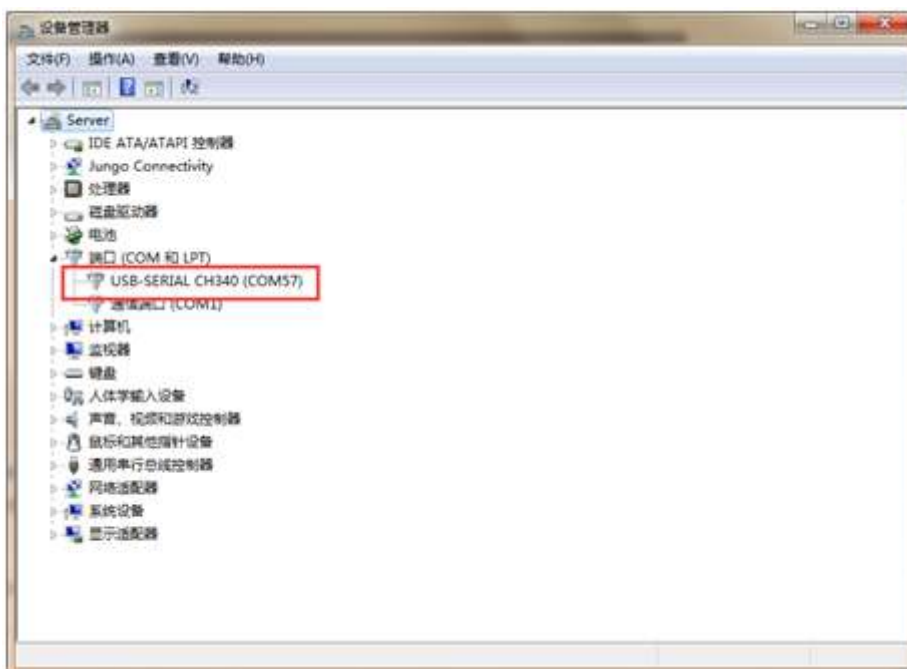 设备管理器
文件(F) 操作(A) 查看(V) 帮助(H)
Server
IDE ATA/ATAPI 控制器
Jungo Connectivity
处理器
磁盘驱动器
电池
端口 (COM 和 LPT)
USB-SERIAL CH340 (COM57)
通信端口 (COM1)
计算机
监视器
键盘
人体学输入设备
声音、视频和游戏控制器
鼠标和其他指针设备
通用串行总线控制器
网络适配器
系统设备
显示适配器